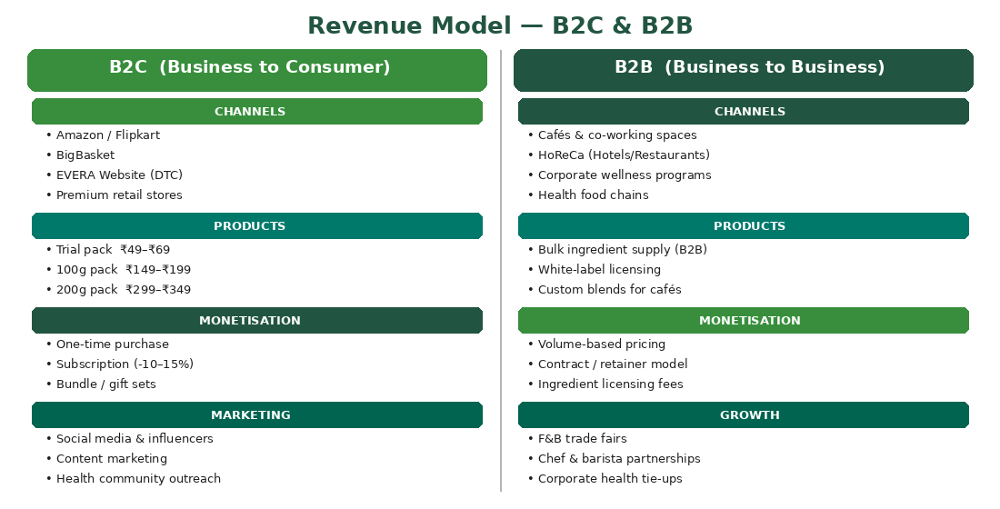 Revenue Model — B2C & B2B
B2C  (Business to Consumer)
CHANNELS
• Amazon / Flipkart
• BigBasket
• EVERA Website (DTC)
• Premium retail stores
PRODUCTS
• Trial pack  ₹49–₹69
• 100g pack  ₹149–₹199
• 200g pack  ₹299–₹349
MONETISATION
• One-time purchase
• Subscription (-10–15%)
• Bundle / gift sets
MARKETING
• Social media & influencers
• Content marketing
• Health community outreach
B2B  (Business to Business)
CHANNELS
• Cafés & co-working spaces
• HoReCa (Hotels/Restaurants)
• Corporate wellness programs
• Health food chains
PRODUCTS
• Bulk ingredient supply (B2B)
• White-label licensing
• Custom blends for cafés
MONETISATION
• Volume-based pricing
• Contract / retainer model
• Ingredient licensing fees
GROWTH
• F&B trade fairs
• Chef & barista partnerships
• Corporate health tie-ups